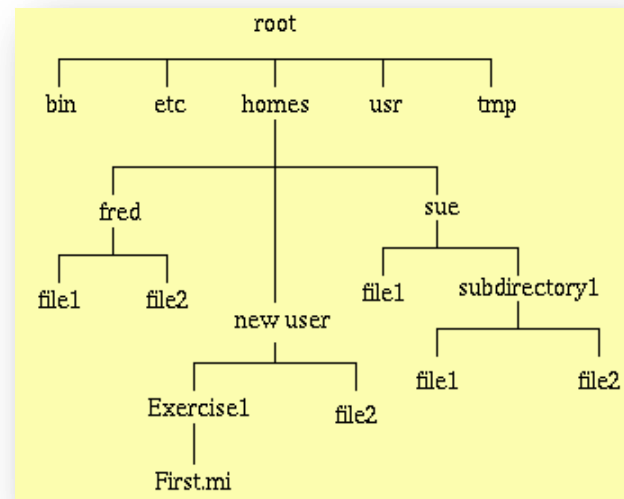 root
bin etc homes usr tmp
fred sue
file1 file2 file1 subdirectory1
new user
file1 file2
Exercise1 file2
First.mi